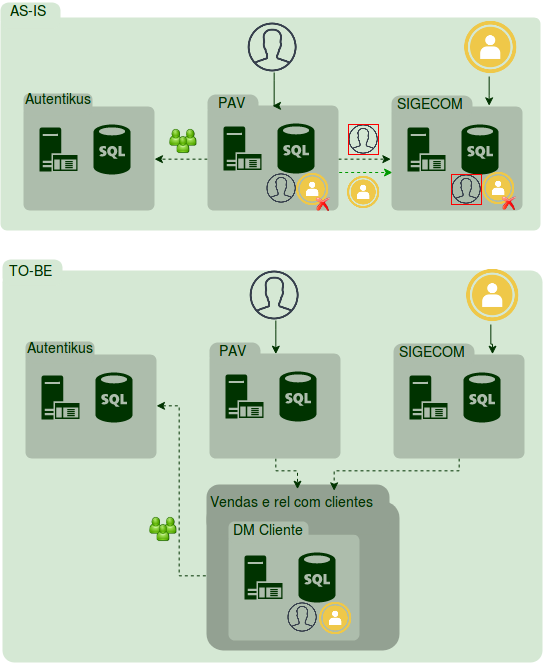 AS-IS
Autentikus
PAV
SIGECOM
SQL
SQL
SQL
TO-BE
Autentikus
PAV
SIGECOM
SQL
SQL
SQL
Vendas e rel com clientes
DM Cliente
SQL